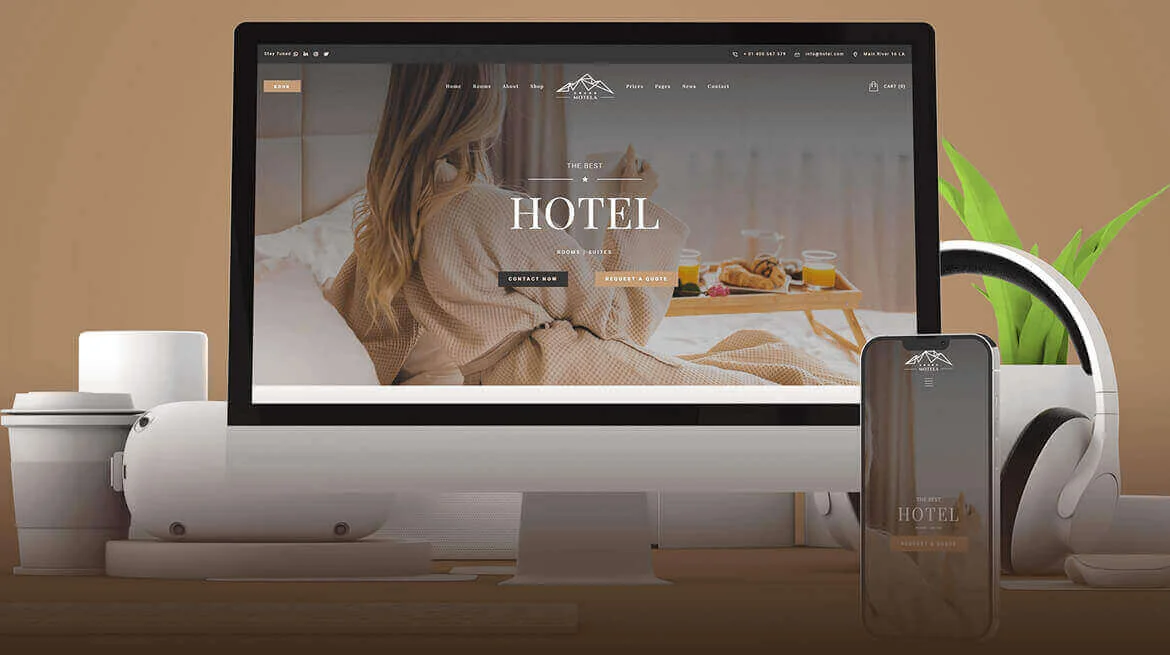 Stay Tuned
+ 01 400 567 579
info@hotel.com
Main River 16 LA
BOOK
Home Rooms About Shop
MOTELA
Prices Pages News Contact
CART (0)
THE BEST
HOTEL
ROOMS | SUITES
CONTACT NOW
REQUEST A QUOTE
MOTELA
THE BEST
HOTEL
REQUEST A QUOTE